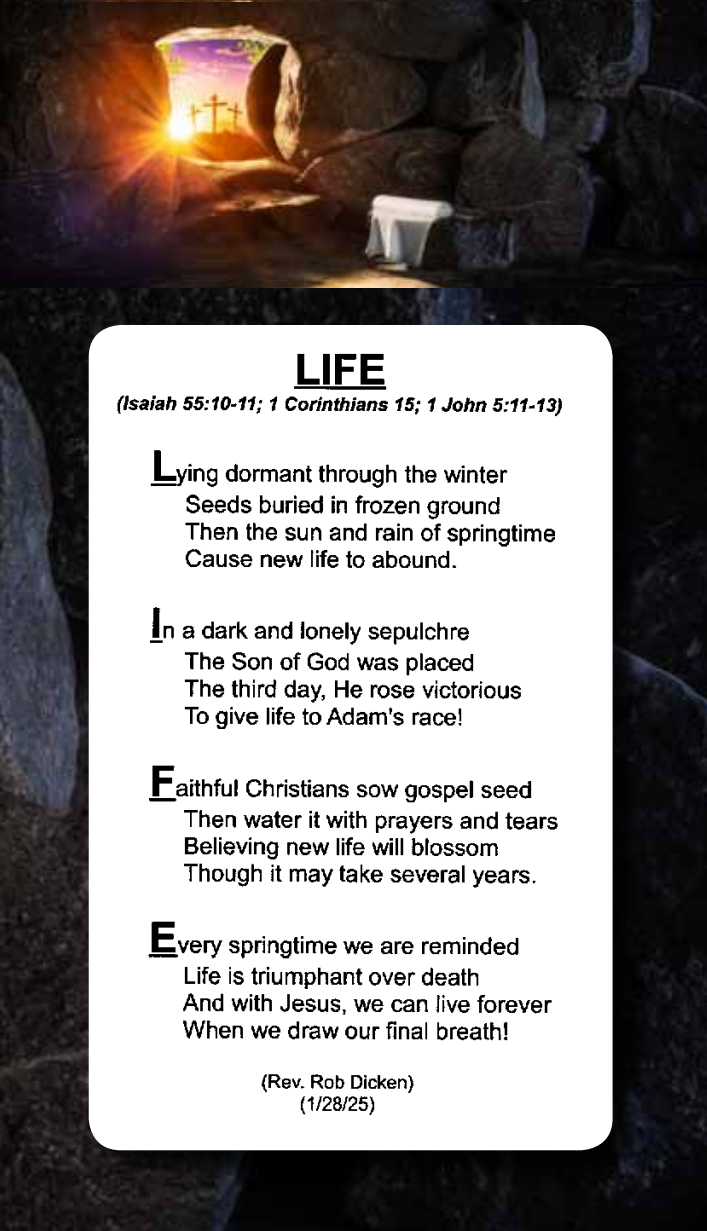 LIFE
(Isaiah 55:10-11; 1 Corinthians 15; 1 John 5:11-13)
Lying dormant through the winter
Seeds buried in frozen ground
Then the sun and rain of springtime
Cause new life to abound.
In a dark and lonely sepulchre
The Son of God was placed
The third day, He rose victorious
To give life to Adam's race!
Faithful Christians sow gospel seed
Then water it with prayers and tears
Believing new life will blossom
Though it may take several years.
Every springtime we are reminded
Life is triumphant over death
And with Jesus, we can live forever
When we draw our final breath!
(Rev. Rob Dicken)
(1/28/25)